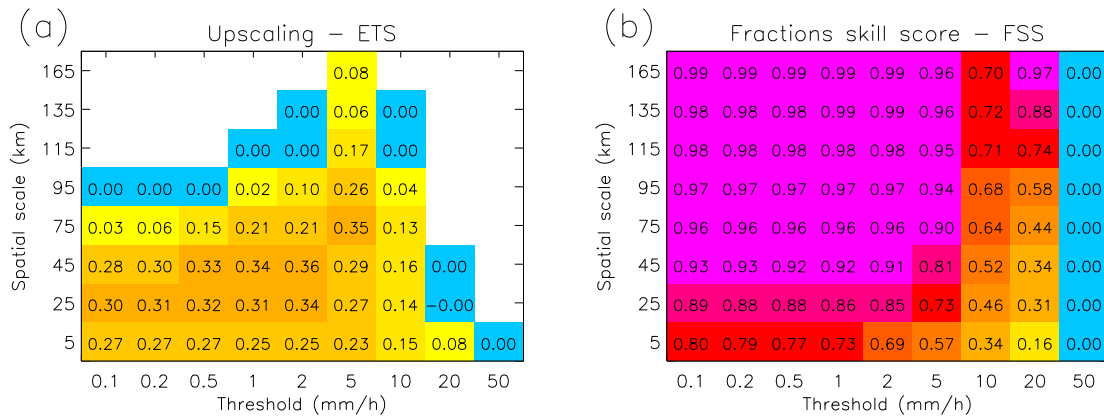 (a)
Upscaling – ETS
Spatial scale (km)
165 0.08
135 0.00 0.06 0.00
115 0.00 0.00 0.17 0.00
95 0.00 0.00 0.00 0.02 0.10 0.26 0.04
75 0.03 0.06 0.15 0.21 0.21 0.35 0.13
45 0.28 0.30 0.33 0.34 0.36 0.29 0.16 0.00
25 0.30 0.31 0.32 0.31 0.34 0.27 0.14 −0.00
5 0.27 0.27 0.27 0.25 0.25 0.23 0.15 0.08 0.00
0.1 0.2 0.5 1 2 5 10 20 50
Threshold (mm/h)
(b)
Fractions skill score – FSS
Spatial scale (km)
165 0.99 0.99 0.99 0.99 0.99 0.96 0.70 0.97 0.00
135 0.98 0.98 0.98 0.99 0.99 0.96 0.72 0.88 0.00
115 0.98 0.98 0.98 0.98 0.98 0.95 0.71 0.74 0.00
95 0.97 0.97 0.97 0.97 0.97 0.94 0.68 0.58 0.00
75 0.96 0.96 0.96 0.96 0.96 0.90 0.64 0.44 0.00
45 0.93 0.93 0.92 0.92 0.91 0.81 0.52 0.34 0.00
25 0.89 0.88 0.88 0.86 0.85 0.73 0.46 0.31 0.00
5 0.80 0.79 0.77 0.73 0.69 0.57 0.34 0.16 0.00
0.1 0.2 0.5 1 2 5 10 20 50
Threshold (mm/h)